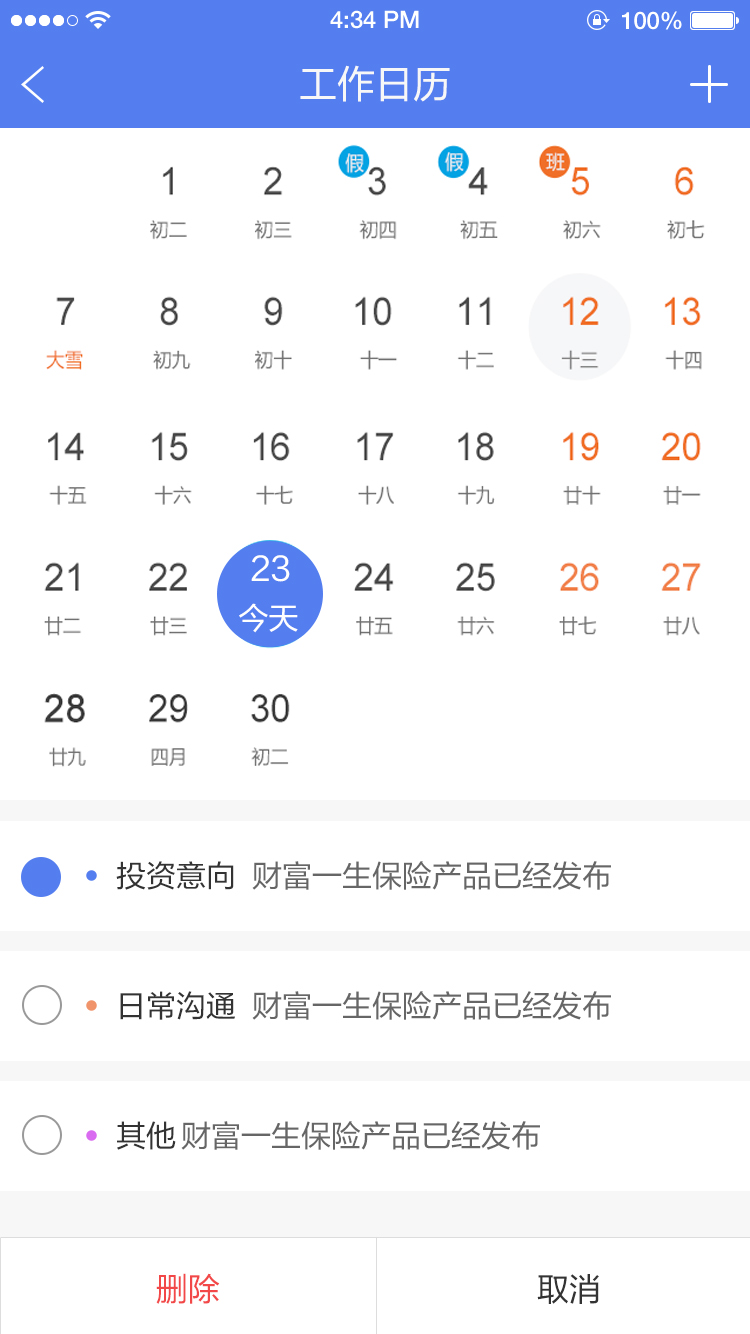 4:34 PM 100%
工作日历
假 假 班
1 2 3 4 5 6
初二 初三 初四 初五 初六 初七
7 8 9 10 11 12 13
大雪 初九 初十 十一 十二 十三 十四
14 15 16 17 18 19 20
十五 十六 十七 十八 十九 廿十 廿一
21 22 23 24 25 26 27
廿二 廿三 今天 廿五 廿六 廿七 廿八
28 29 30
廿九 四月 初二
投资意向 财富一生保险产品已经发布
日常沟通 财富一生保险产品已经发布
其他 财富一生保险产品已经发布
删除 取消